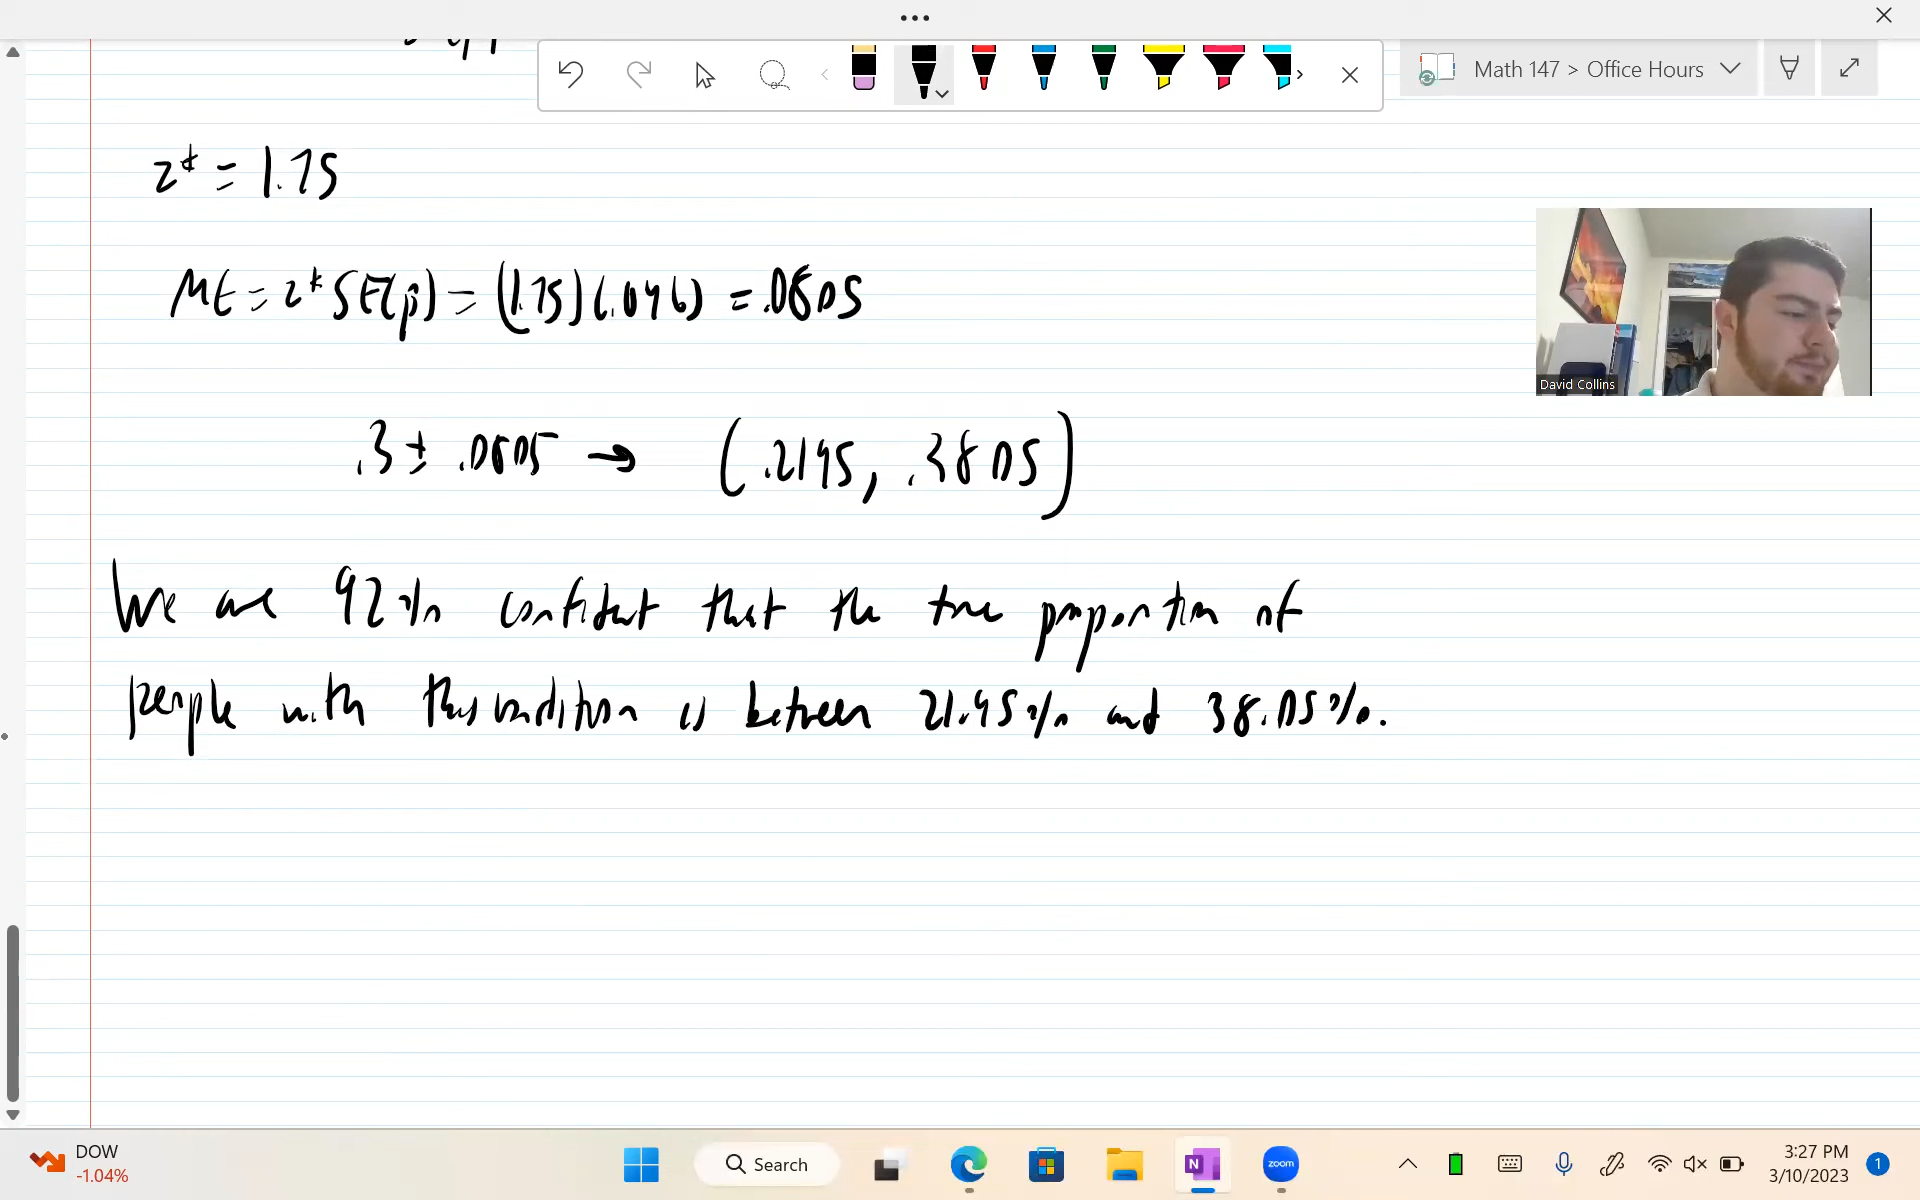 Math 147 > Office Hours
z* = 1.75
ME = z* SE(p̂) = (1.75)(.046) = .0805
David Collins
.3 ± .0805 → (.2195, .3805)
We are 92% confident that the true proportion of
people with this condition is between 21.95% and 38.05%.
DOW
-1.04%
Search
zoom
3:27 PM
3/10/2023
1